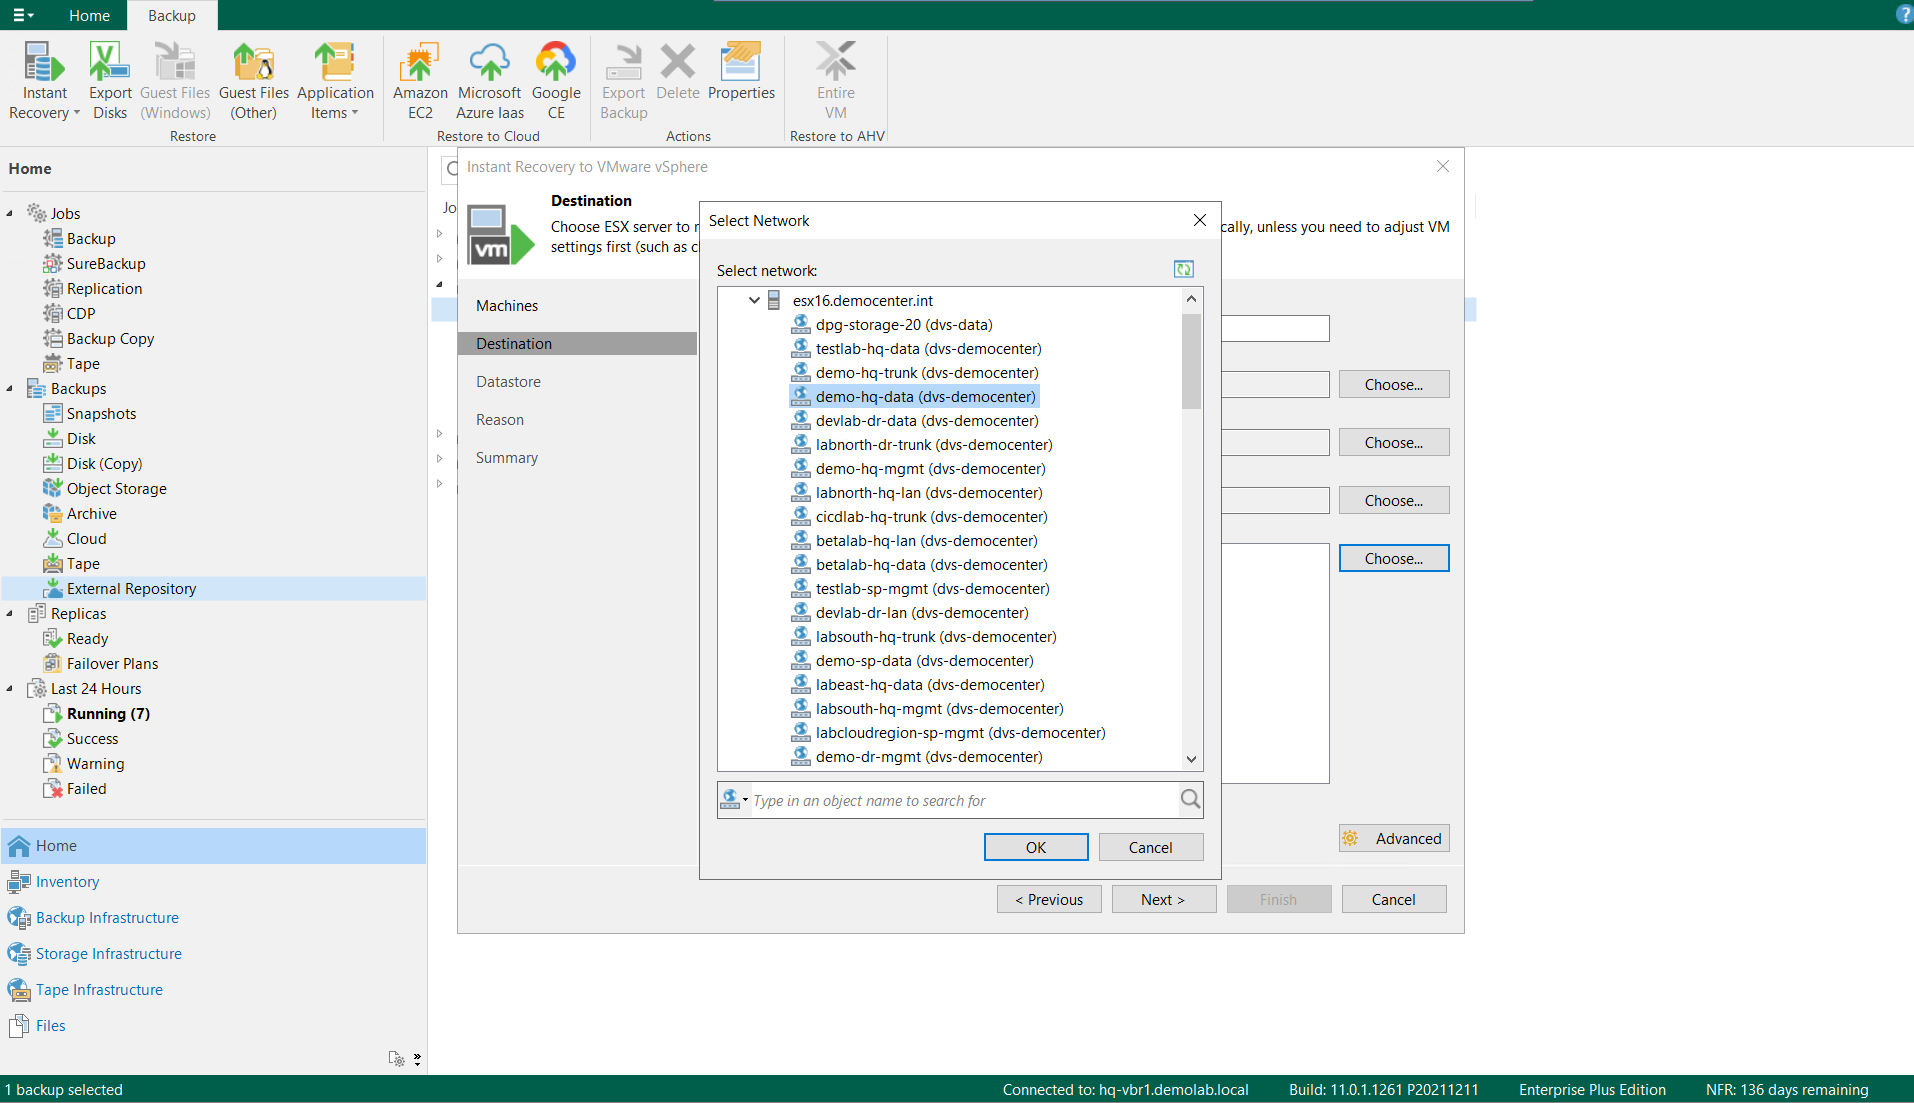 Home
Backup
?
Instant
Recovery
Export
Disks
Guest Files
(Windows)
Guest Files
(Other)
Application
Items
Restore
Amazon
EC2
Microsoft
Azure Iaas
Google
CE
Restore to Cloud
Export
Backup
Delete
Properties
Actions
Entire
VM
Restore to AHV
Home
Jobs
Backup
SureBackup
Replication
CDP
Backup Copy
Tape
Backups
Snapshots
Disk
Disk (Copy)
Object Storage
Archive
Cloud
Tape
External Repository
Replicas
Ready
Failover Plans
Last 24 Hours
Running (7)
Success
Warning
Failed
Home
Inventory
Backup Infrastructure
Storage Infrastructure
Tape Infrastructure
Files
Jo
Instant Recovery to VMware vSphere
vm
Destination
Choose ESX server to r
cally, unless you need to adjust VM
settings first (such as c
Machines
Destination
Datastore
Reason
Summary
Select Network
Select network:
esx16.democenter.int
dpg-storage-20 (dvs-data)
testlab-hq-data (dvs-democenter)
demo-hq-trunk (dvs-democenter)
demo-hq-data (dvs-democenter)
devlab-dr-data (dvs-democenter)
labnorth-dr-trunk (dvs-democenter)
demo-hq-mgmt (dvs-democenter)
labnorth-hq-lan (dvs-democenter)
cicdlab-hq-trunk (dvs-democenter)
betalab-hq-lan (dvs-democenter)
betalab-hq-data (dvs-democenter)
testlab-sp-mgmt (dvs-democenter)
devlab-dr-lan (dvs-democenter)
labsouth-hq-trunk (dvs-democenter)
demo-sp-data (dvs-democenter)
labeast-hq-data (dvs-democenter)
labsouth-hq-mgmt (dvs-democenter)
labcloudregion-sp-mgmt (dvs-democenter)
demo-dr-mgmt (dvs-democenter)
Type in an object name to search for
OK
Cancel
Choose...
Choose...
Choose...
Choose...
Advanced
< Previous
Next >
Finish
Cancel
1 backup selected
Connected to: hq-vbr1.demolab.local
Build: 11.0.1.1261 P20211211
Enterprise Plus Edition
NFR: 136 days remaining